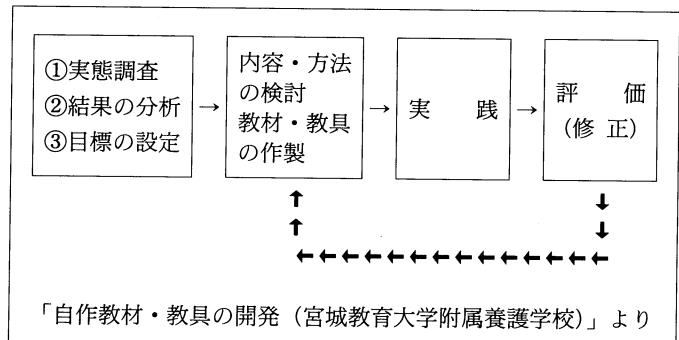 ①実態調査
②結果の分析
③目標の設定
→
内容・方法
の検討
教材・教具
の作製
→
実　践
→
評　価
（修 正）
「自作教材・教具の開発（宮城教育大学附属養護学校）」より